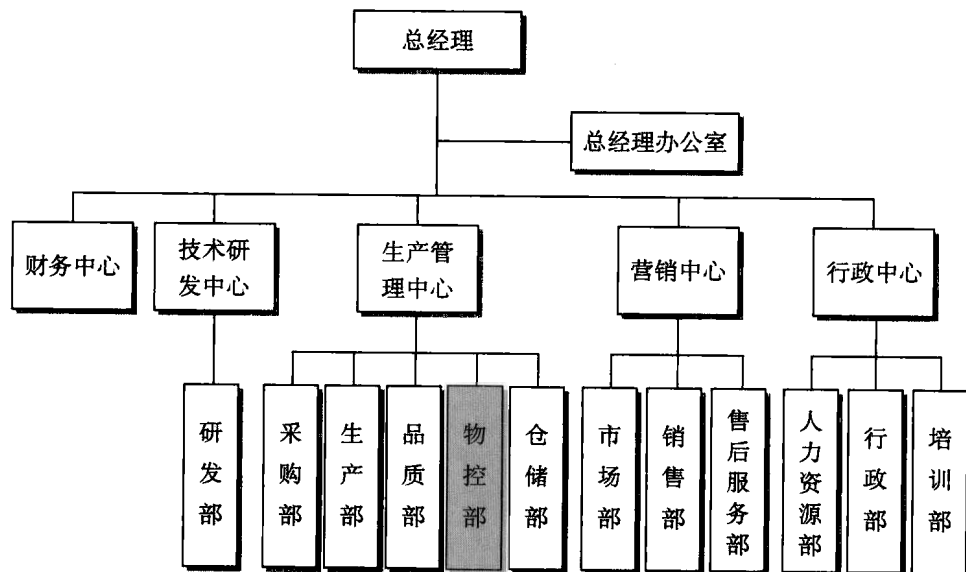 总经理
总经理办公室
财务中心
技术研
发中心
生产管
理中心
营销中心
行政中心
研发部
采购部
生产部
品质部
物控部
仓储部
市场部
销售部
售后服务部
人力资源部
行政部
培训部